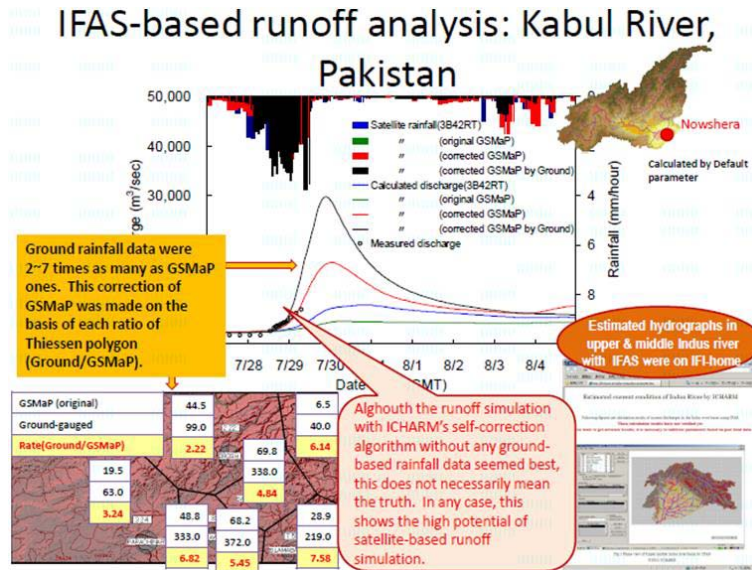 IFAS-based runoff analysis: Kabul River,
Pakistan
50,000
40,000
30,000
Satellite rainfall(3B42RT)
〃 (original GSMaP)
〃 (corrected GSMaP)
〃 (corrected GSMaP by Ground)
Calculated discharge(3B42RT)
〃 (original GSMaP)
〃 (corrected GSMaP)
〃 (corrected GSMaP by Ground)
Measured discharge
4
6
8
Rainfall (mm/hour)
Nowshera
Calculated by Default
parameter
Ground rainfall data were
2~7 times as many as GSMaP
ones. This correction of
GSMaP was made on the
basis of each ratio of
Thiessen polygon
(Ground/GSMaP).
7/28 7/29 7/30 8/1 8/2 8/3 8/4
Estimated hydrographs in
upper & middle Indus river
with IFAS were on IFI-home
GSMaP (original) 44.5 6.5
Ground-gauged 99.0 40.0
Rate(Ground/GSMaP) 2.22 6.14
69.8
338.0
4.84
19.5
63.0
3.24
48.8
333.0
6.82
68.2
372.0
5.45
28.9
219.0
7.58
Alghouth the runoff simulation
with ICHARM's self-correction
algorithm without any ground-
based rainfall data seemed best,
this does not necessarily mean
the truth. In any case, this
shows the high potential of
satellite-based runoff
simulation.
Estimated current condition of Indus River by ICHARM